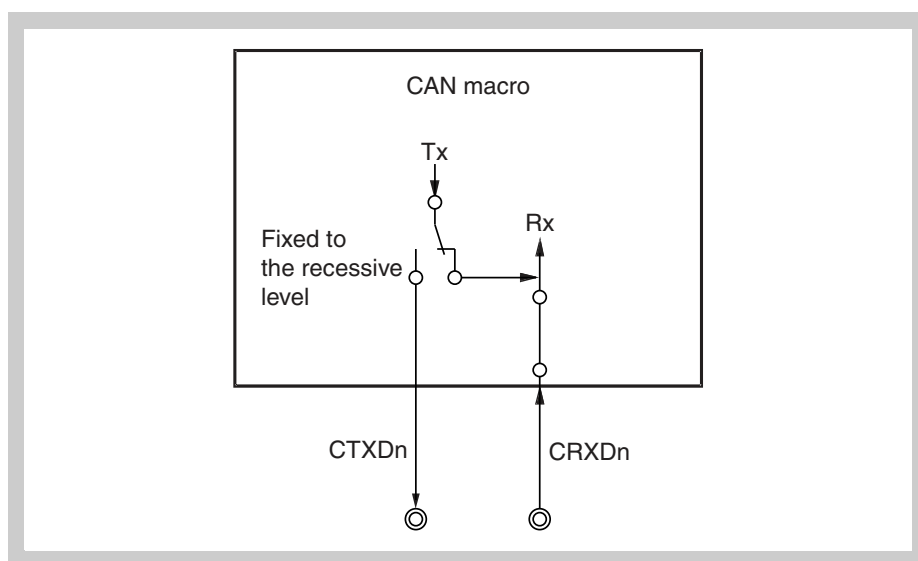 CAN macro
Tx
Rx
Fixed to
the recessive
level
CTXDn
CRXDn